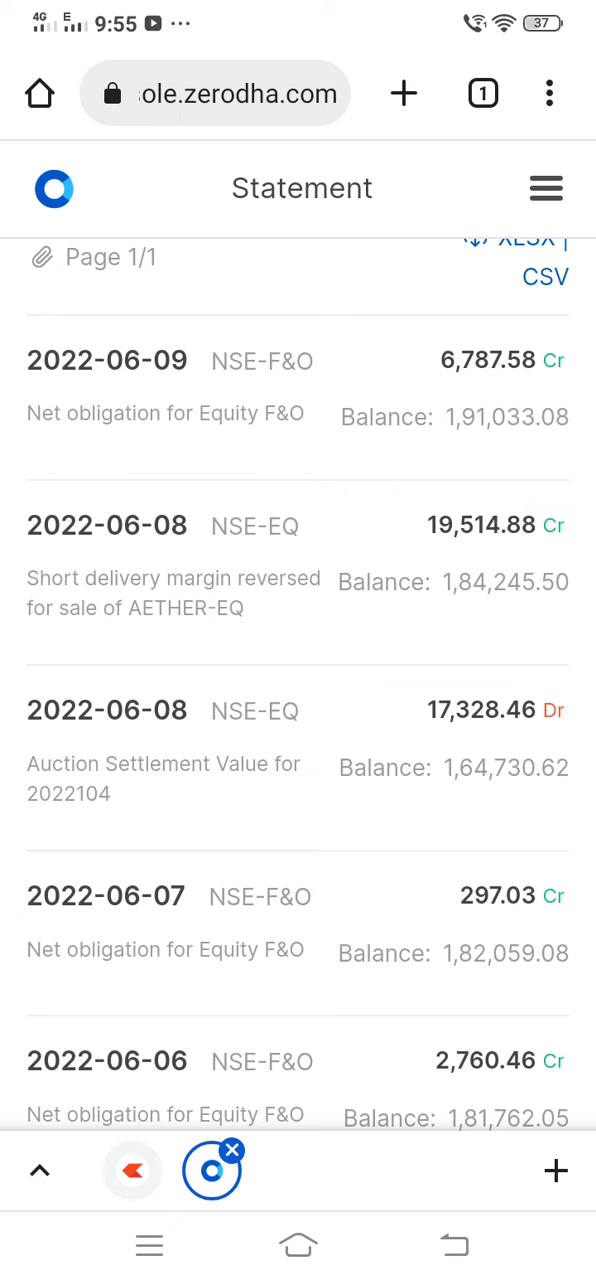 4G E 9:55 ··· 37
ole.zerodha.com + 1
Statement
Page 1/1 XLSX |
CSV
2022-06-09 NSE-F&O 6,787.58 Cr
Net obligation for Equity F&O Balance: 1,91,033.08
2022-06-08 NSE-EQ 19,514.88 Cr
Short delivery margin reversed Balance: 1,84,245.50
for sale of AETHER-EQ
2022-06-08 NSE-EQ 17,328.46 Dr
Auction Settlement Value for Balance: 1,64,730.62
2022104
2022-06-07 NSE-F&O 297.03 Cr
Net obligation for Equity F&O Balance: 1,82,059.08
2022-06-06 NSE-F&O 2,760.46 Cr
Net obligation for Equity F&O Balance: 1,81,762.05